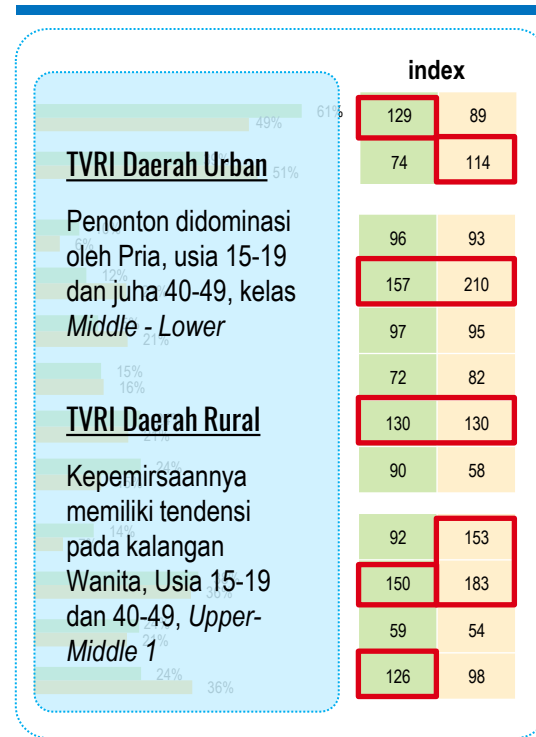 index
61%
49%
129 89
51%
74 114
TVRI Daerah Urban
Penonton didominasi
6%
96 93
oleh Pria, usia 15-19
12%
dan juha 40-49, kelas
157 210
Middle - Lower
21%
97 95
15%
16%
72 82
TVRI Daerah Rural
21%
130 130
Kepemirsaannya
24%
90 58
memiliki tendensi
14%
pada kalangan
92 153
Wanita, Usia 15-19
36%
150 183
dan 40-49, Upper-
21%
59 54
Middle 1
24%
36%
126 98